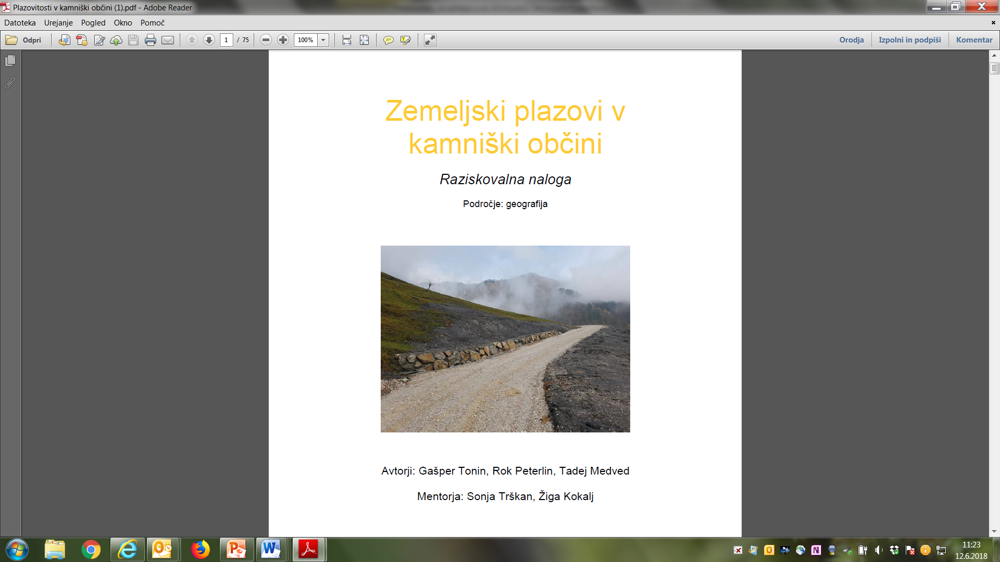 Plazovitosti v kamniški občini (1).pdf - Adobe Reader
Datoteka Urejanje Pogled Okno Pomoč
Odpri 1 / 75 100% Orodja Izpolni in podpiši Komentar
Zemeljski plazovi v
kamniški občini
Raziskovalna naloga
Področje: geografija
Avtorji: Gašper Tonin, Rok Peterlin, Tadej Medved
Mentorja: Sonja Trškan, Žiga Kokalj
11:23
12.6.2018